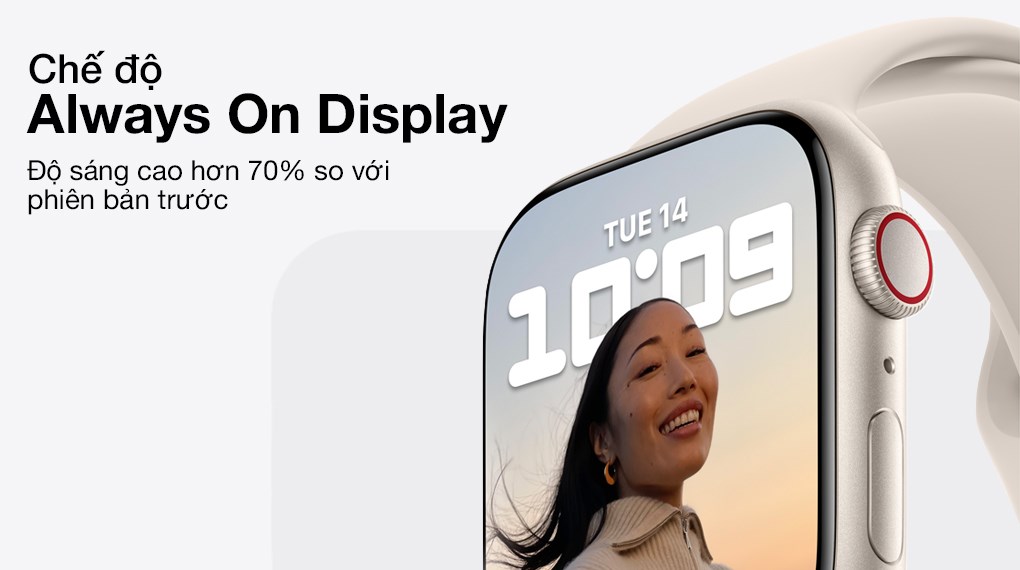 Chế độ
Always On Display
Độ sáng cao hơn 70% so với
phiên bản trước
TUE 14
10:09